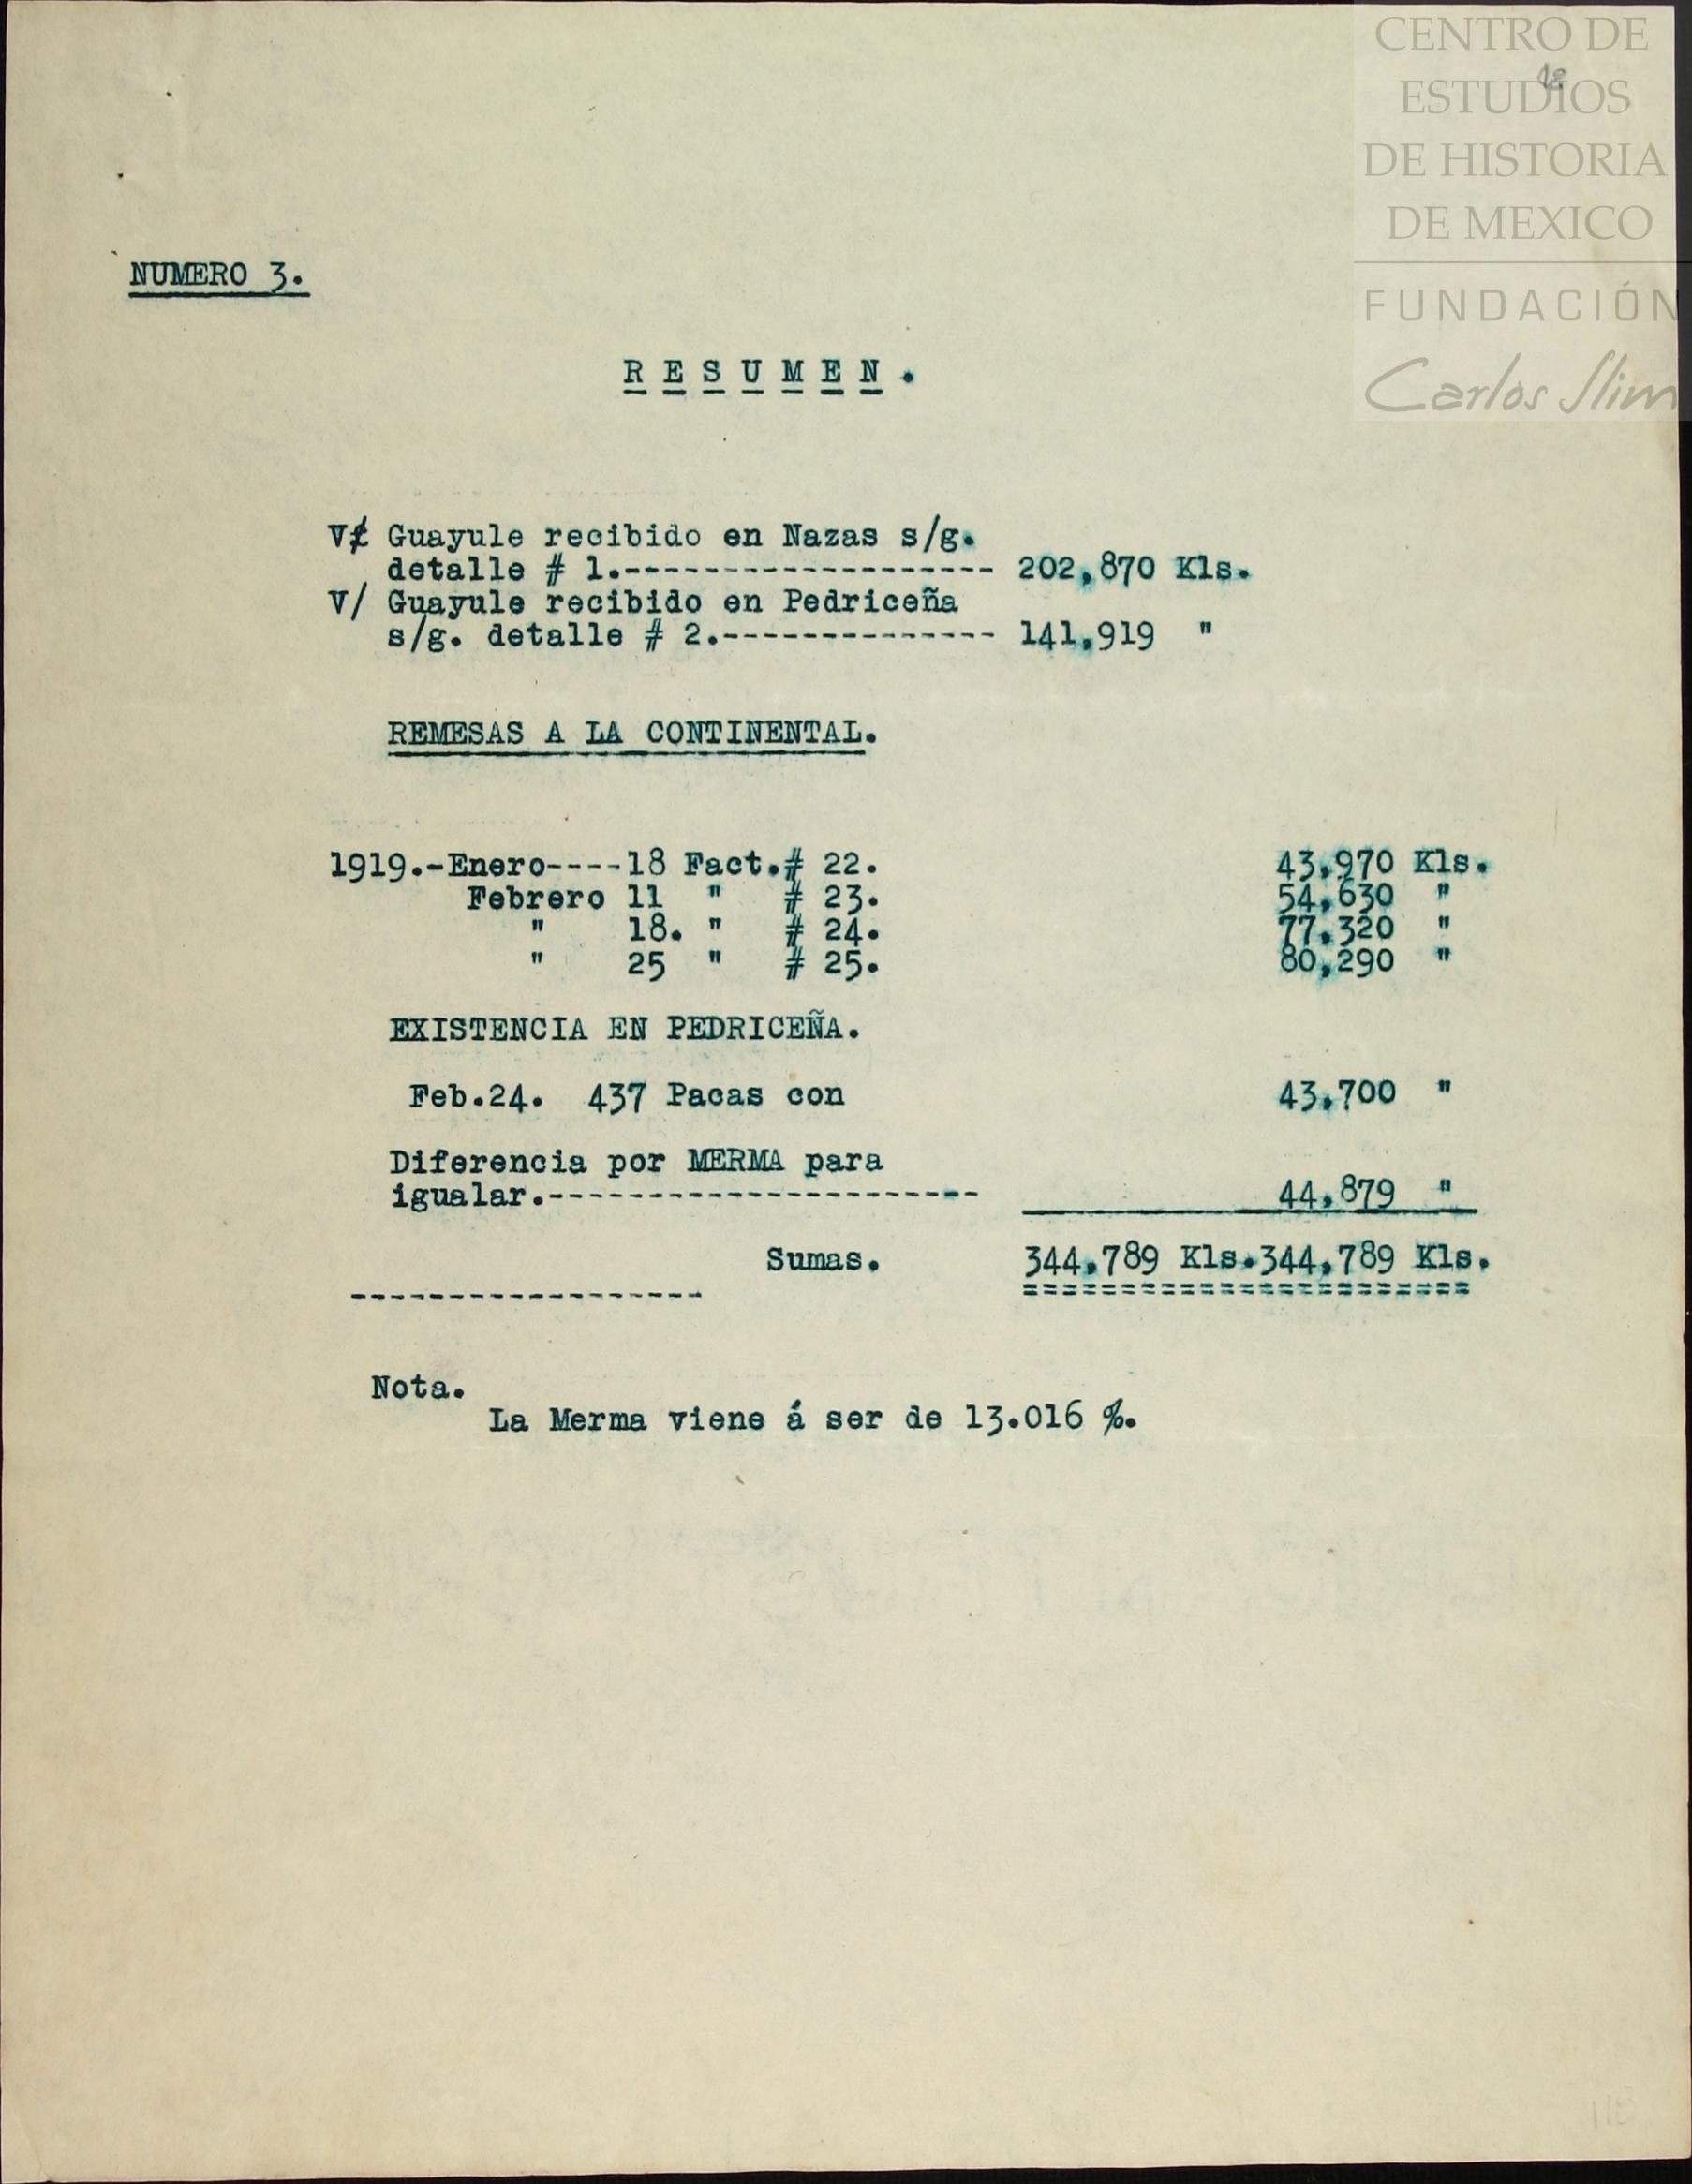 CENTRO DE
ESTUDIOS
DE HISTORIA
DE MEXICO
FUNDACIÓN
Carlos Slim
18
NUMERO 3.
R E S U M E N .
V/ Guayule recibido en Nazas s/g.
detalle # 1.------------------- 202,870 Kls.
V/ Guayule recibido en Pedriceña
s/g. detalle # 2.-------------- 141,919 "
REMESAS A LA CONTINENTAL.
1919.-Enero----18 Fact.# 22. 43,970 Kls.
Febrero 11 " # 23. 54,630 "
" 18. " # 24. 77,320 "
" 25 " # 25. 80,290 "
EXISTENCIA EN PEDRICEÑA.
Feb.24. 437 Pacas con 43,700 "
Diferencia por MERMA para
igualar.---------------------- 44,879 "
Sumas. 344,789 Kls.344,789 Kls.
------------------ =======================
Nota.
La Merma viene á ser de 13.016 %.